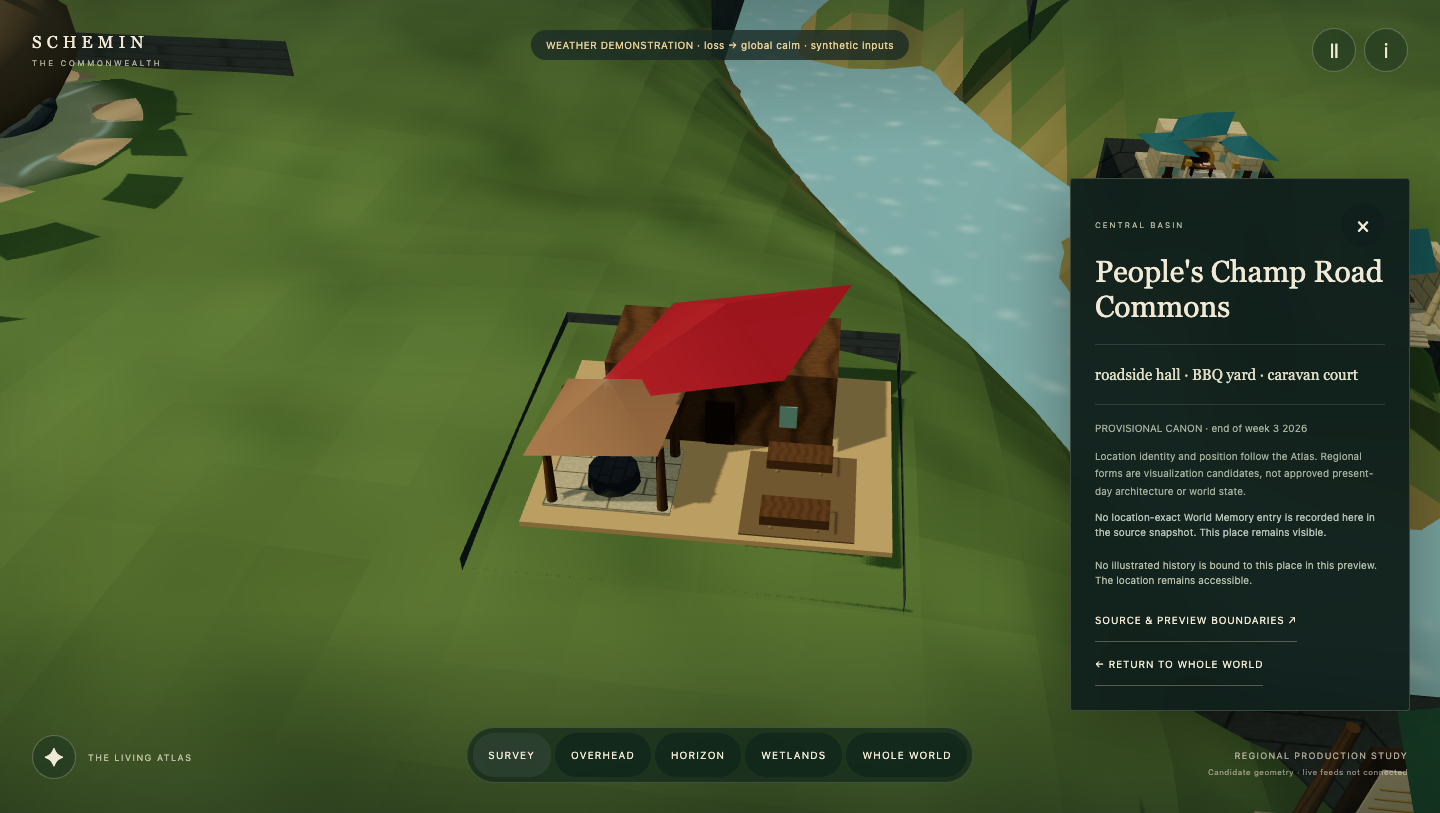 SCHEMIN
THE COMMONWEALTH
WEATHER DEMONSTRATION · loss → global calm · synthetic inputs
i
CENTRAL BASIN
People's Champ Road
Commons
roadside hall · BBQ yard · caravan court
PROVISIONAL CANON · end of week 3 2026
Location identity and position follow the Atlas. Regional
forms are visualization candidates, not approved present-
day architecture or world state.
No location-exact World Memory entry is recorded here in
the source snapshot. This place remains visible.
No illustrated history is bound to this place in this preview.
The location remains accessible.
SOURCE & PREVIEW BOUNDARIES ↗
← RETURN TO WHOLE WORLD
THE LIVING ATLAS
SURVEY
OVERHEAD
HORIZON
WETLANDS
WHOLE WORLD
REGIONAL PRODUCTION STUDY
Candidate geometry · live feeds not connected